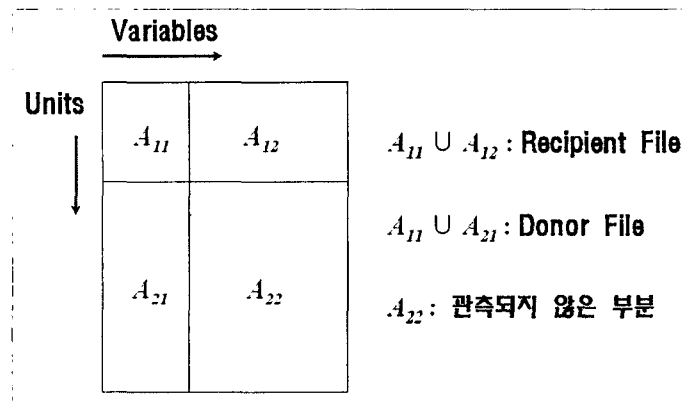 Variables
Units
A₁₁ A₁₂
A₁₁ ∪ A₁₂ : Recipient File
A₁₁ ∪ A₂₁ : Donor File
A₂₁ A₂₂
A₂₂ : 관측되지 않은 부분